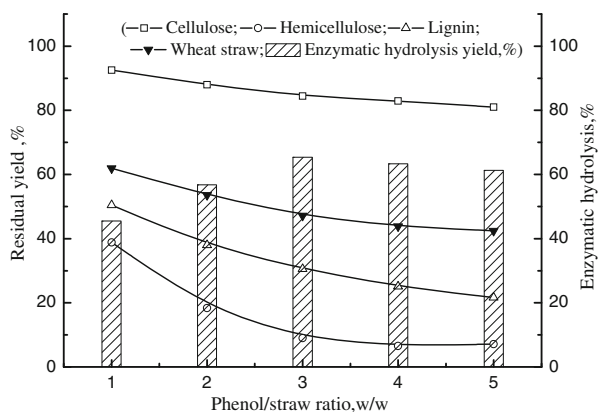 (—□— Cellulose;—○— Hemicellulose;—△— Lignin;
—▼— Wheat straw; Enzymatic hydrolysis yield,%)
100
80
60
40
20
0
Residual yield ,%
100
80
60
40
20
0
Enzymatic hydrolysis,%
1 2 3 4 5
Phenol/straw ratio,w/w